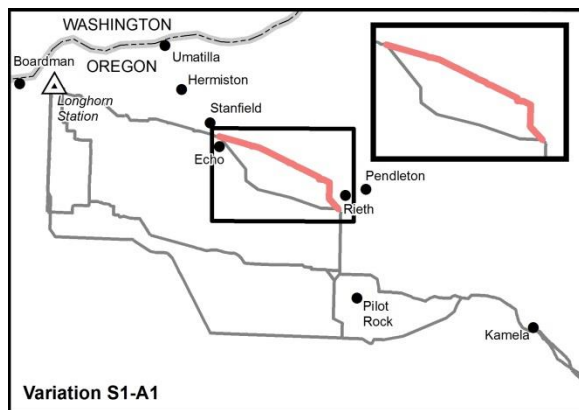 WASHINGTON
OREGON
Boardman
Umatilla
Longhorn
Station
Hermiston
Stanfield
Echo
Pendleton
Rieth
Pilot
Rock
Kamela
Variation S1-A1